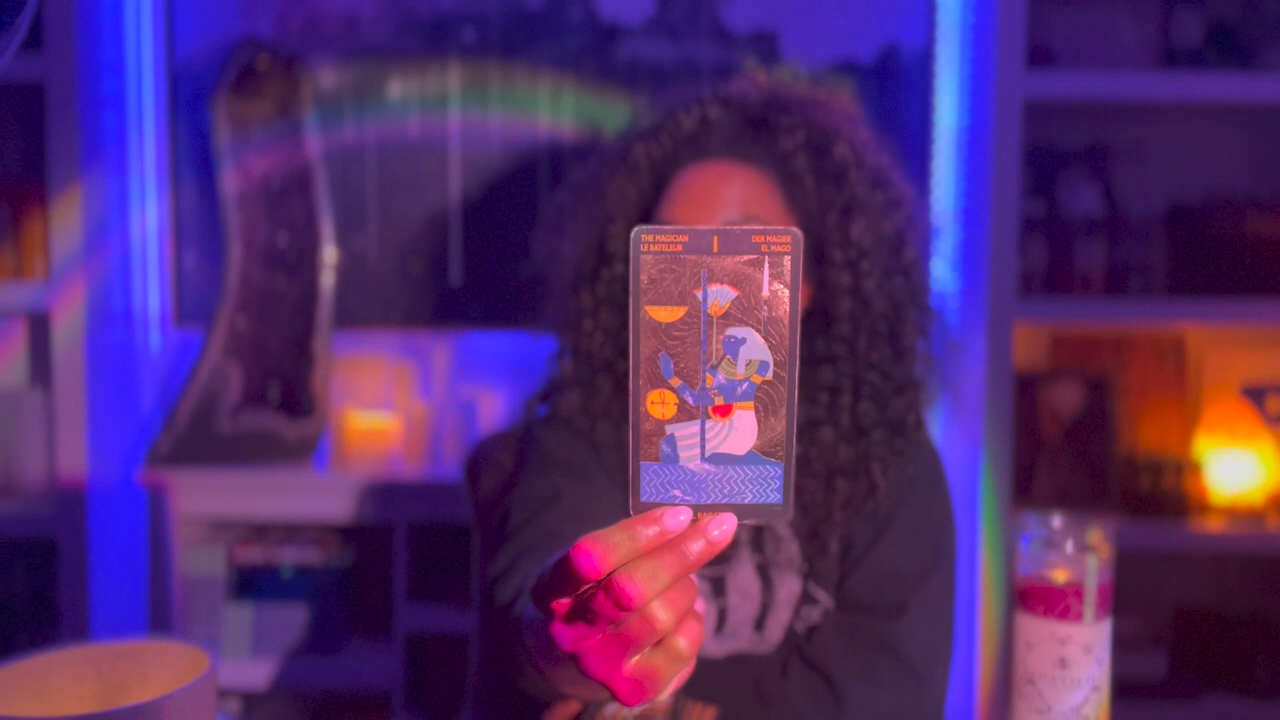 THE MAGICIAN
LE BATELEUR
I
DER MAGIER
EL MAGO